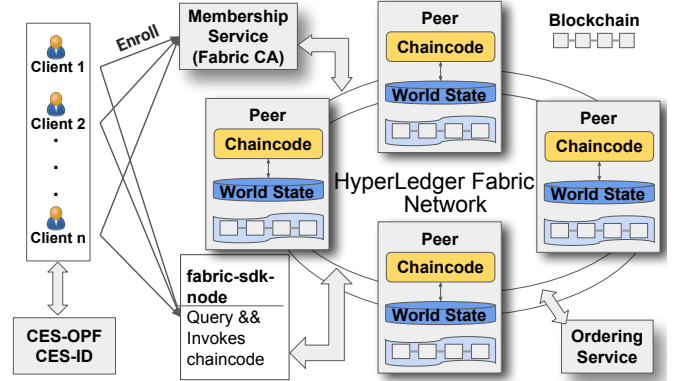 Client 1
Client 2
.
.
.
Client n
CES-OPF
CES-ID
Enroll
Membership
Service
(Fabric CA)
fabric-sdk-
node
Query &&
Invokes
chaincode
Peer
Chaincode
World State
Peer
Chaincode
World State
Peer
Chaincode
World State
Peer
Chaincode
World State
HyperLedger Fabric
Network
Blockchain
Ordering
Service